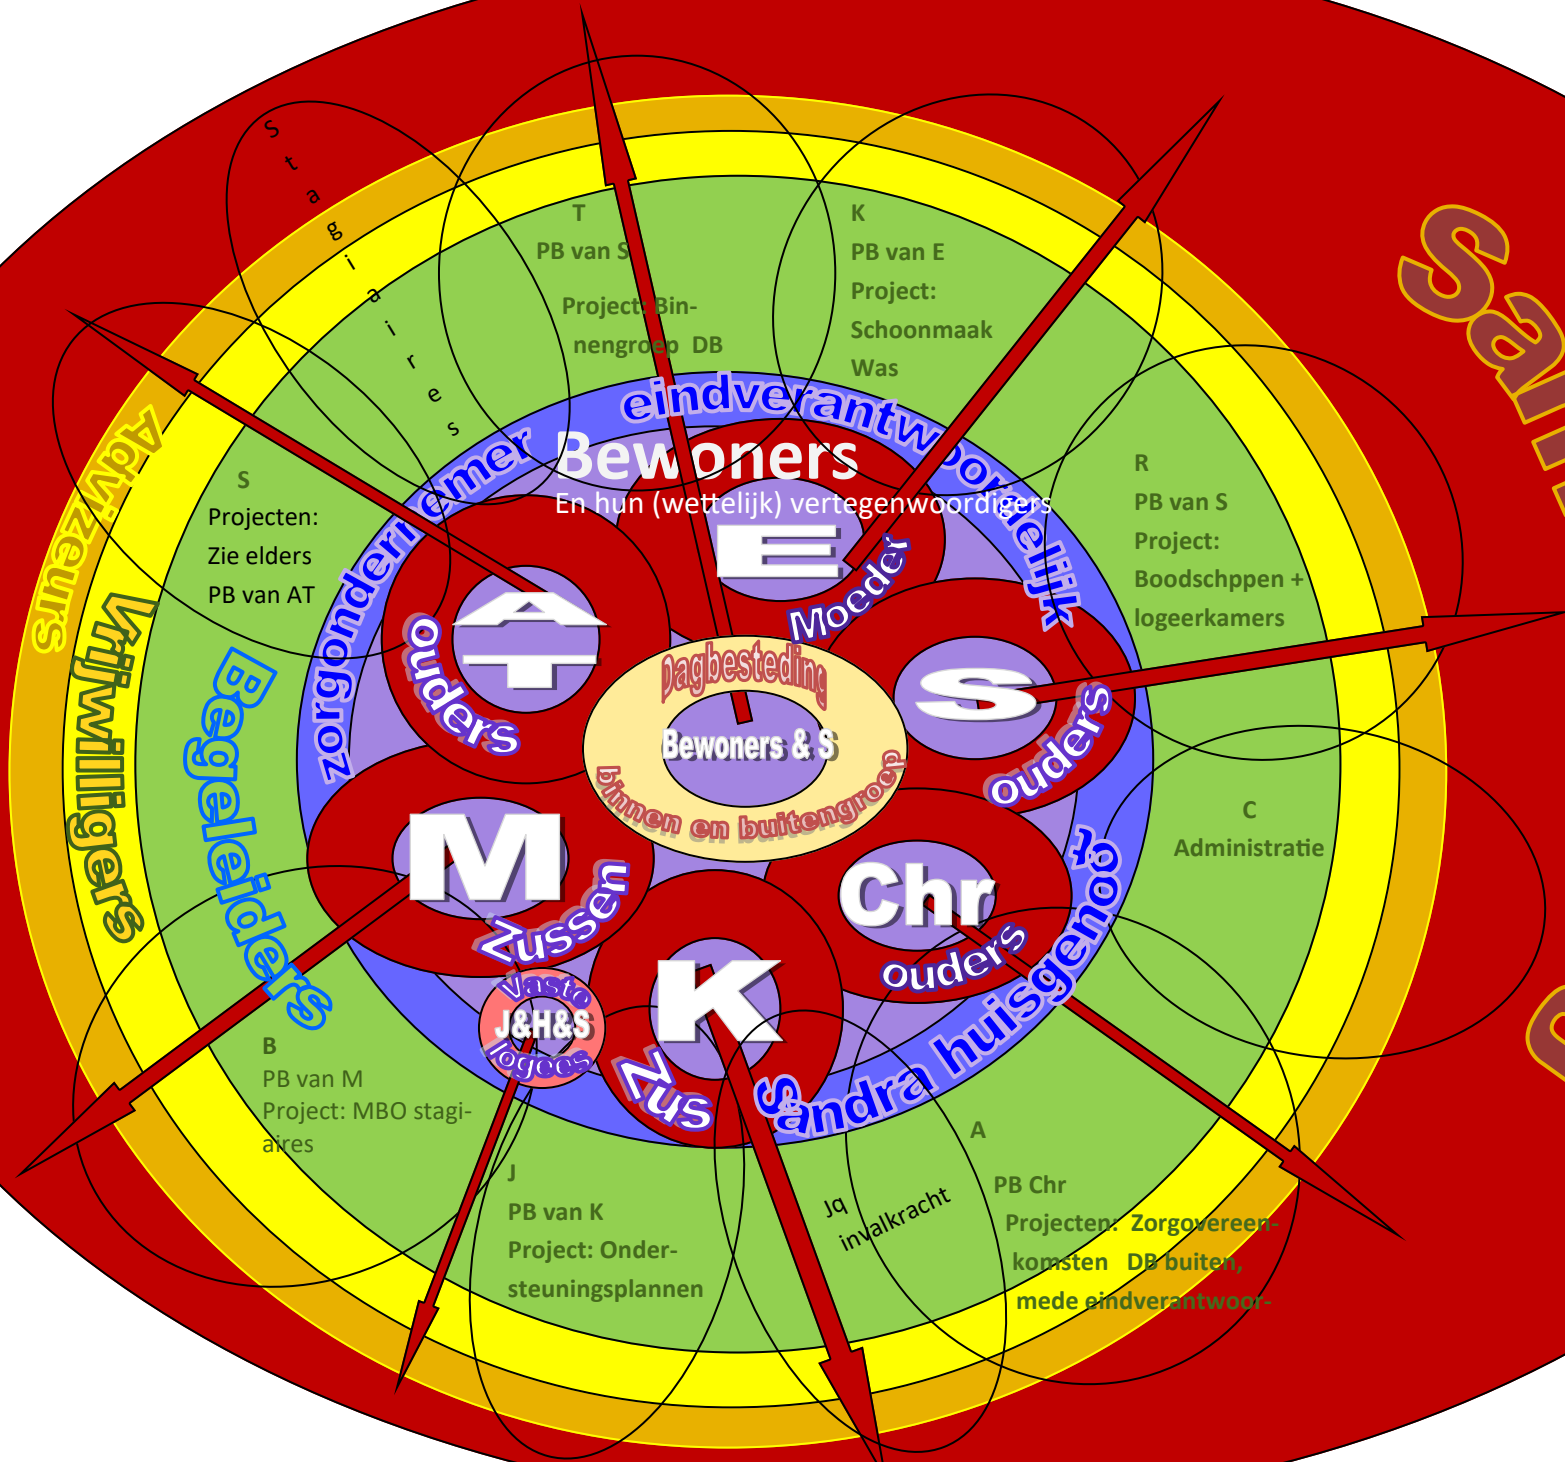 Stagiaires
T
PB van S
Project: Bin-
nengroep DB
K
PB van E
Project:
Schoonmaak
Was
R
PB van S
Project:
Boodschppen +
logeerkamers
C
Administratie
A
PB Chr
Projecten: Zorgovereen-
komsten DB buiten,
mede eindverantwoor-
Jq
invalkracht
J
PB van K
Project: Onder-
steuningsplannen
B
PB van M
Project: MBO stagi-
aires
S
Projecten:
Zie elders
PB van AT
Advizeurs
Vrijwilligers
Begeleiders
zorgondernemer eindverantwoordelijk
Sandra huisgenoot
Bewoners
En hun (wettelijk) vertegenwoordigers
E
Moeder
S
ouders
Chr
ouders
K
Zus
Vaste
J&H&S
logees
M
Zussen
A
T
ouders
Dagbesteding
Bewoners & S
binnen en buitengroep